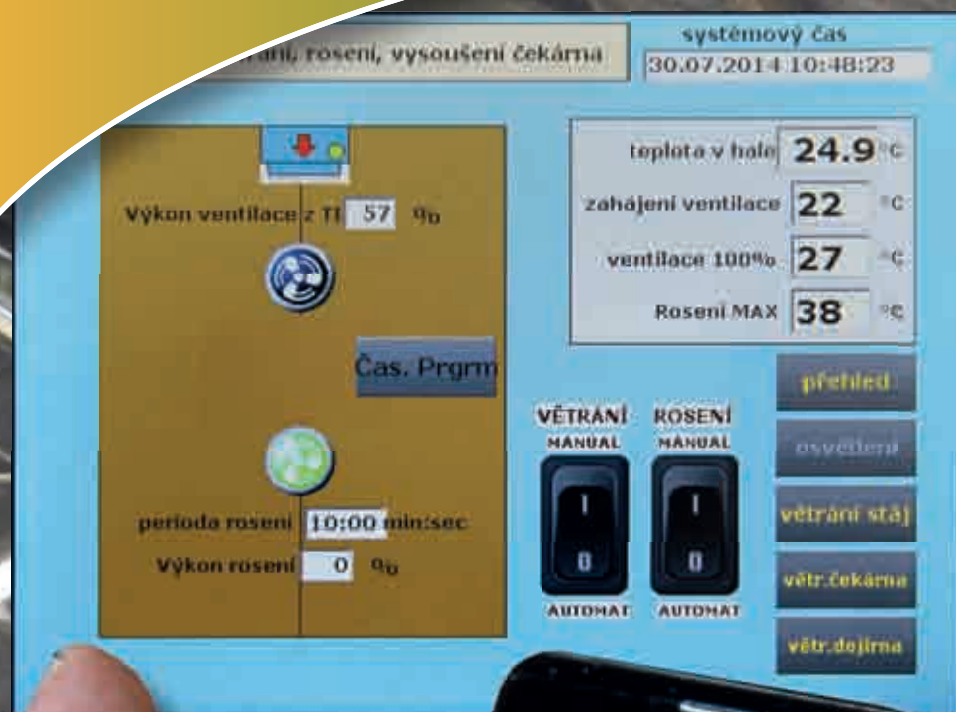 rosení, vysoušení čekárna
systémový čas
30.07.2014 10:48:23
teplota v hale 24.9 °C
zahájení ventilace 22 °C
ventilace 100% 27 °C
Rosení MAX 38 °C
Výkon ventilace z TI 57 %
Čas. Prgrm
perioda rosení 10:00 min:sec
Výkon rosení 0 %
VĚTRÁNÍ
MANUAL
I
0
AUTOMAT
ROSENÍ
MANUAL
I
0
AUTOMAT
přehled
osvětlení
větrání stáj
větr.čekárna
větr.dojírna